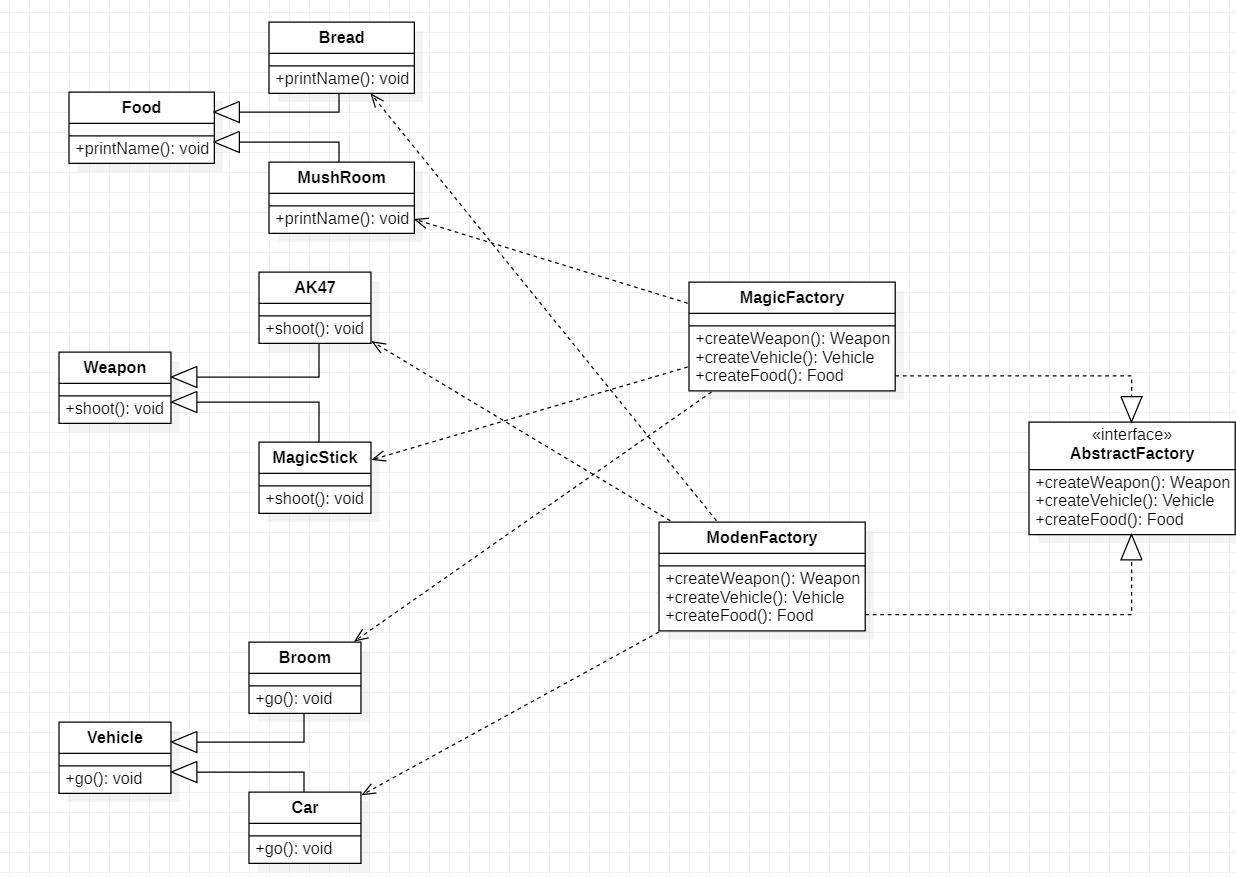 Bread
+printName(): void
Food
+printName(): void
MushRoom
+printName(): void
AK47
+shoot(): void
Weapon
+shoot(): void
MagicStick
+shoot(): void
MagicFactory
+createWeapon(): Weapon
+createVehicle(): Vehicle
+createFood(): Food
«interface»
AbstractFactory
+createWeapon(): Weapon
+createVehicle(): Vehicle
+createFood(): Food
ModenFactory
+createWeapon(): Weapon
+createVehicle(): Vehicle
+createFood(): Food
Broom
+go(): void
Vehicle
+go(): void
Car
+go(): void